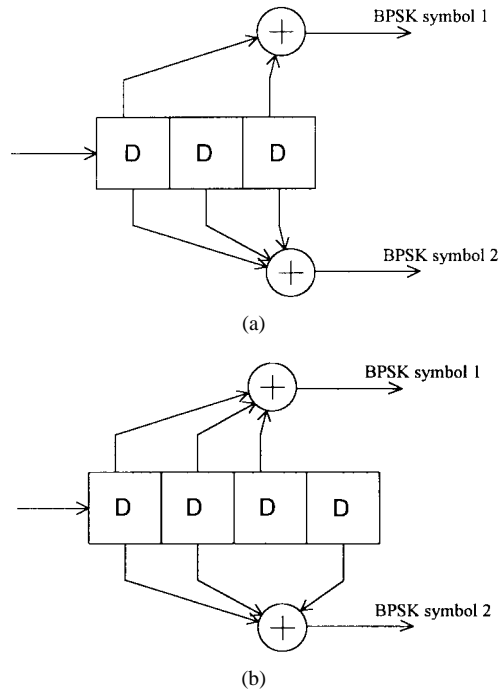 BPSK symbol 1
D D D
BPSK symbol 2
(a)
BPSK symbol 1
D D D D
BPSK symbol 2
(b)